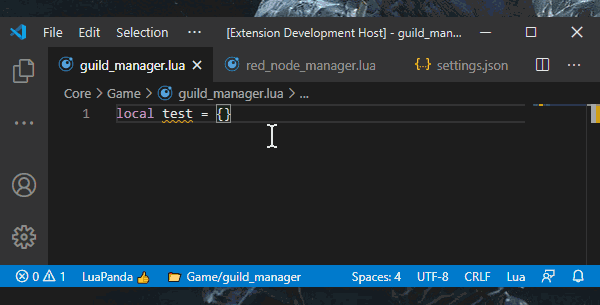 File Edit Selection ··· [Extension Development Host] - guild_man...
guild_manager.lua red_node_manager.lua {..} settings.json ···
Core > Game > guild_manager.lua > ...
1 local test = {}
0 1 LuaPanda 👍 Game/guild_manager Spaces: 4 UTF-8 CRLF Lua